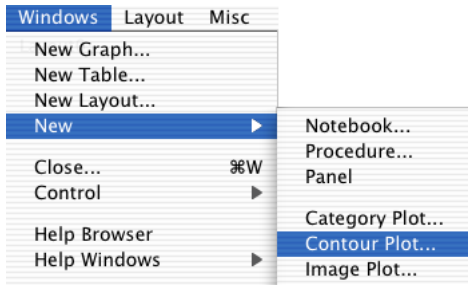 Windows Layout Misc
New Graph...
New Table...
New Layout...
New
Notebook...
Procedure...
Panel
Category Plot...
Contour Plot...
Image Plot...
Close... ⌘W
Control
Help Browser
Help Windows